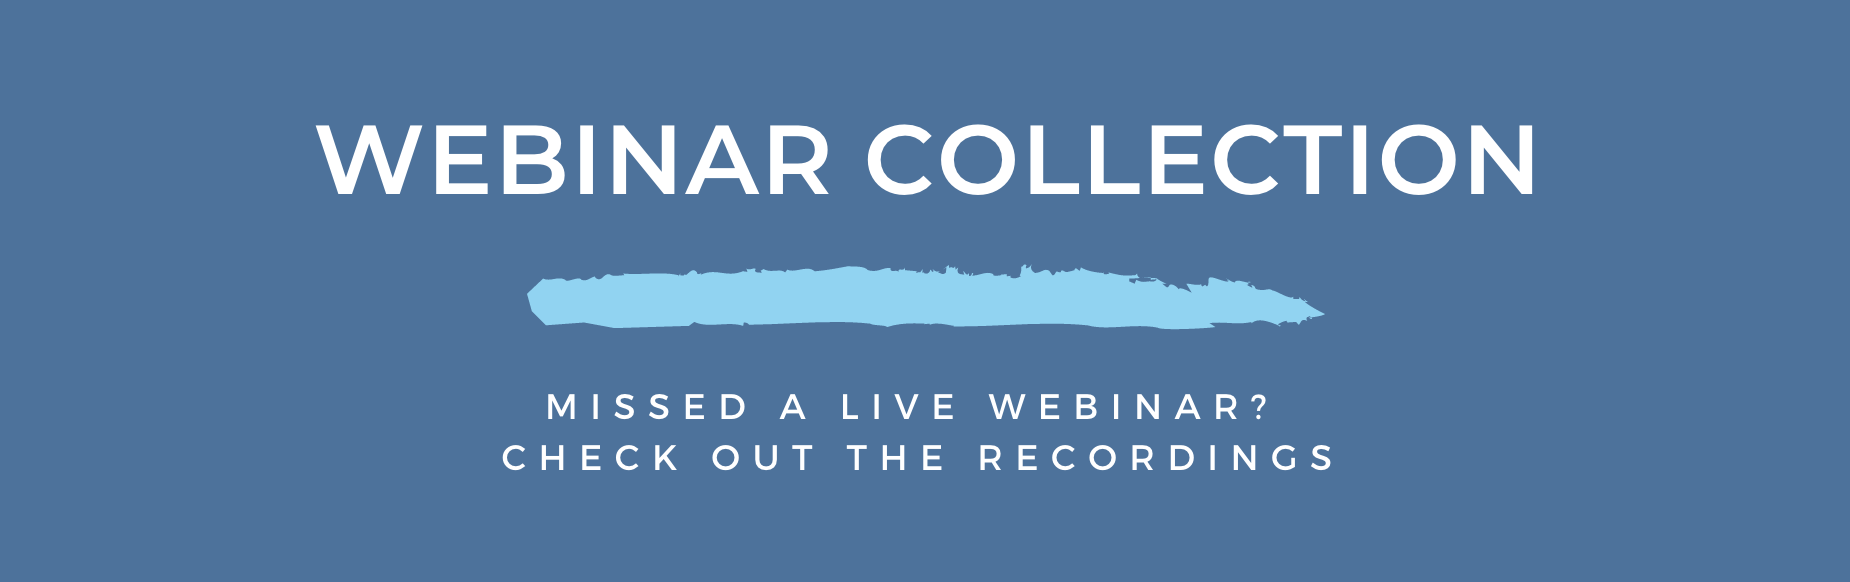 WEBINAR COLLECTION
MISSED A LIVE WEBINAR?
CHECK OUT THE RECORDINGS